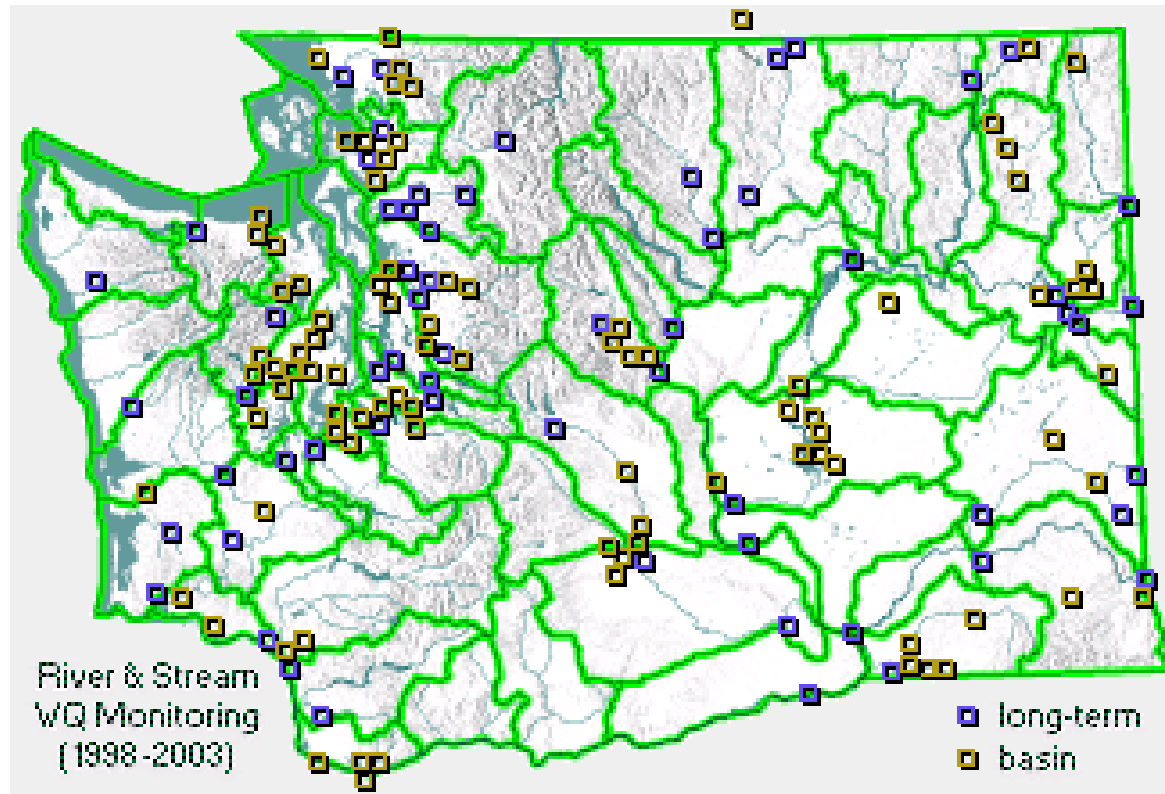 River & Stream
WQ Monitoring
(1998-2003)
long-term
basin